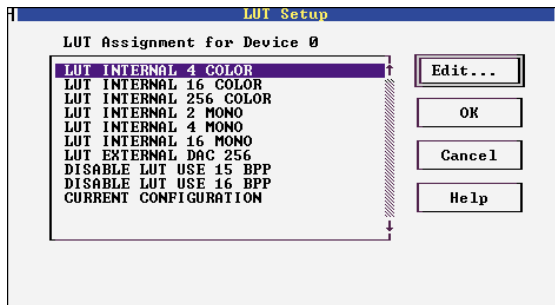 LUT Setup
LUT Assignment for Device 0
LUT INTERNAL 4 COLOR
LUT INTERNAL 16 COLOR
LUT INTERNAL 256 COLOR
LUT INTERNAL 2 MONO
LUT INTERNAL 4 MONO
LUT INTERNAL 16 MONO
LUT EXTERNAL DAC 256
DISABLE LUT USE 15 BPP
DISABLE LUT USE 16 BPP
CURRENT CONFIGURATION
Edit...
OK
Cancel
Help